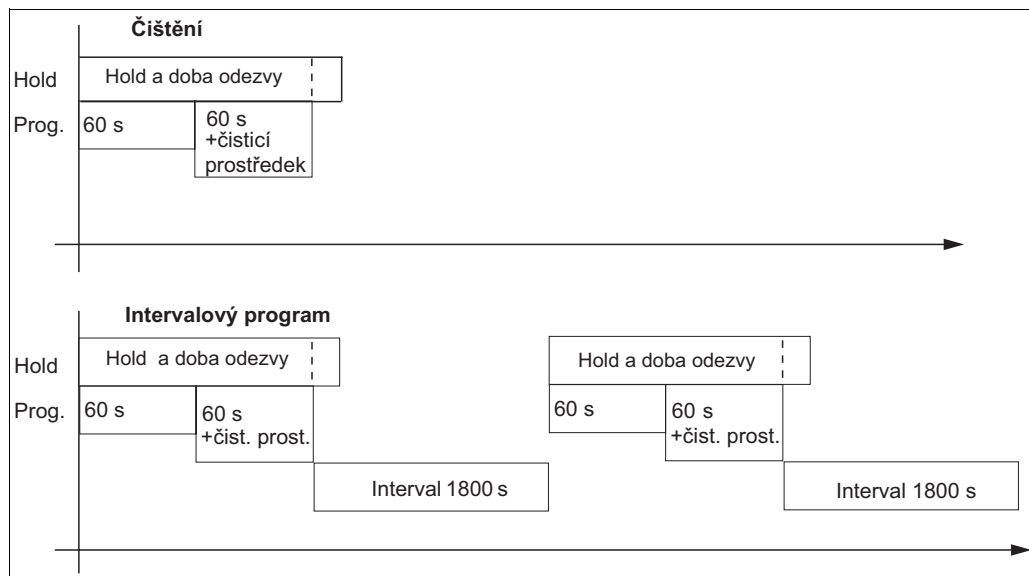 Čištění
Hold
Hold a doba odezvy
Prog.
60 s
60 s
+čisticí
prostředek
Intervalový program
Hold
Hold a doba odezvy
Hold a doba odezvy
Prog.
60 s
60 s
+čist. prost.
60 s
60 s
+čist. prost.
Interval 1800 s
Interval 1800 s